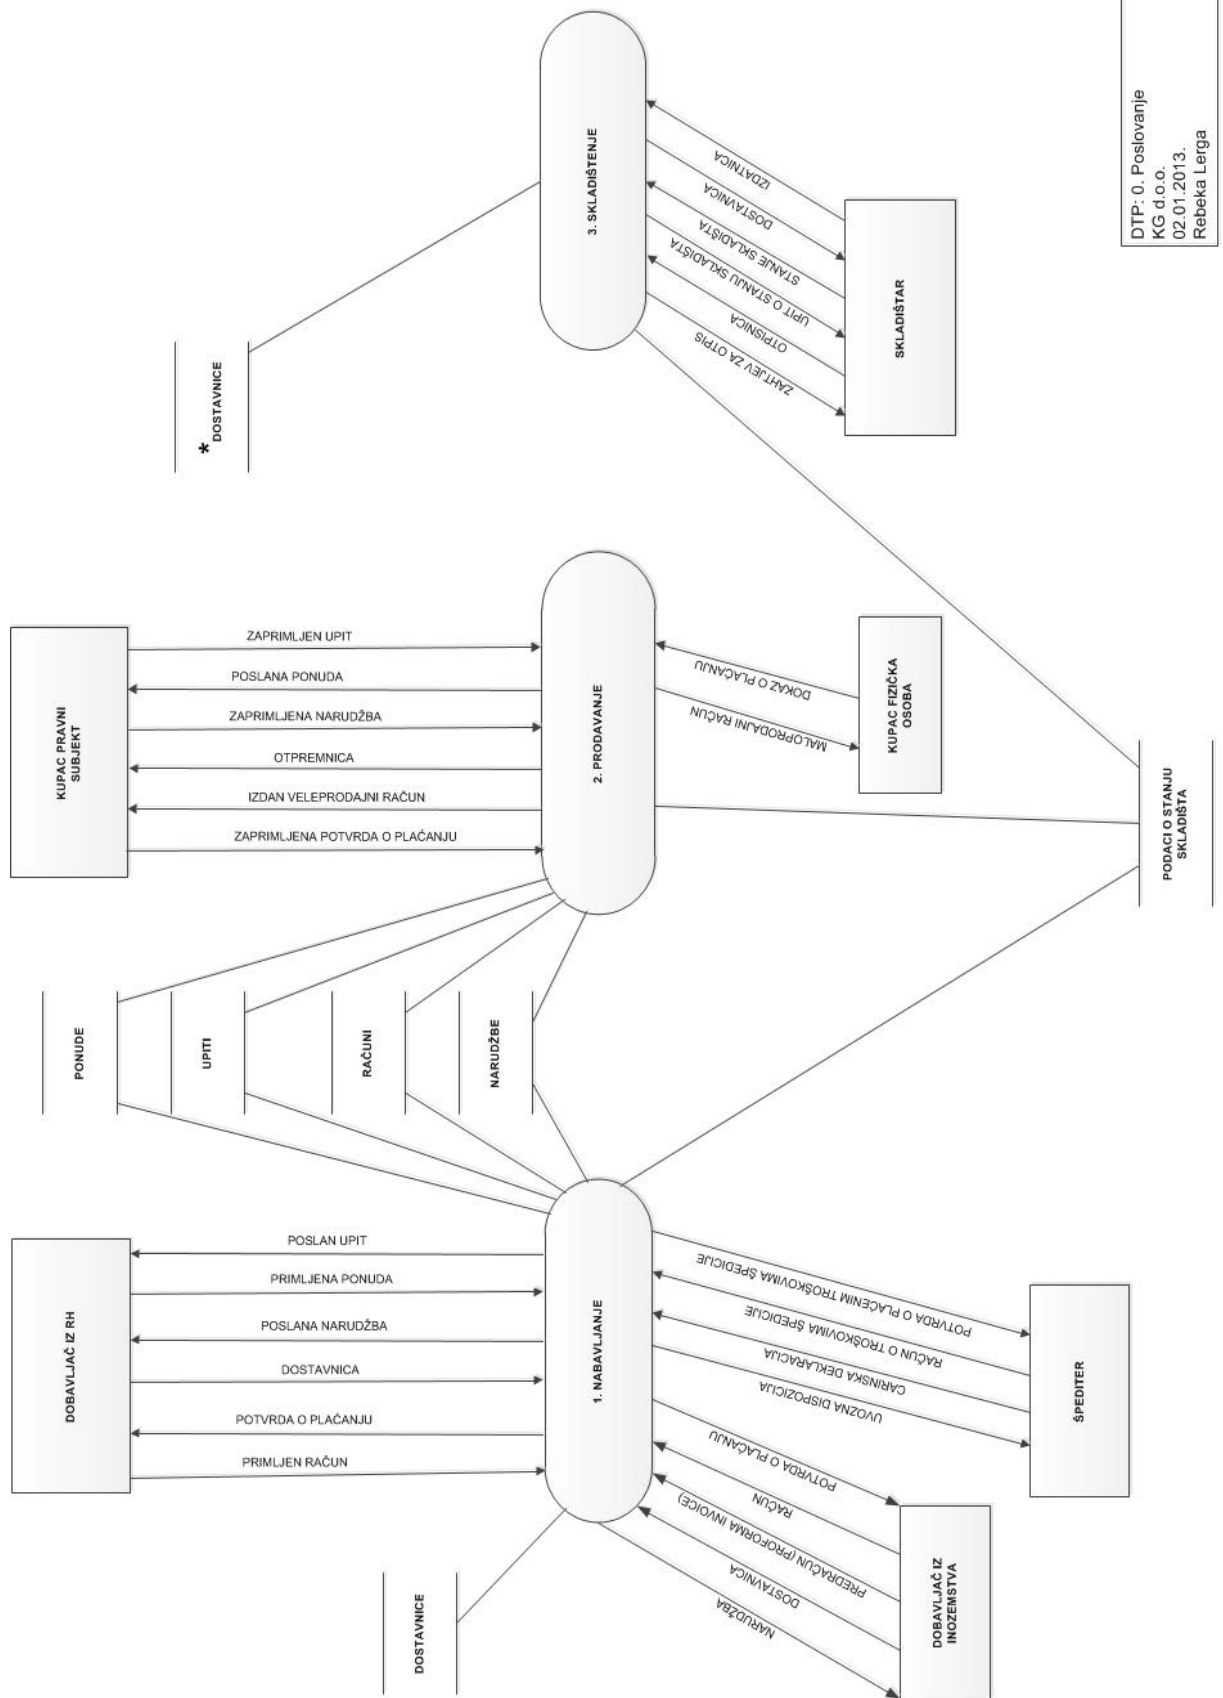 DOBAVLJAČ IZ RH
POSLAN UPIT
PRIMLJENA PONUDA
POSLANA NARUDŽBA
DOSTAVNICA
POTVRDA O PLAĆANJU
PRIMLJEN RAČUN
DOSTAVNICE
1. NABAVLJANJE
NARUDŽBA
DOSTAVNICA
PREDRAČUN (PROFORMA INVOICE)
RAČUN
POTVRDA O PLAĆANJU
DOBAVLJAČ IZ
INOZEMSTVA
UVOZNA DISPOZICIJA
CARINSKA DEKLARACIJA
RAČUN O TROŠKOVIMA ŠPEDICIJE
POTVRDA O PLAĆENIM TROŠKOVIMA ŠPEDICIJE
ŠPEDITER
PONUDE
UPITI
RAČUNI
NARUDŽBE
KUPAC PRAVNI
SUBJEKT
ZAPRIMLJEN UPIT
POSLANA PONUDA
ZAPRIMLJENA NARUDŽBA
OTPREMNICA
IZDAN VELEPRODAJNI RAČUN
ZAPRIMLJENA POTVRDA O PLAĆANJU
2. PRODAVANJE
MALOPRODAJNI RAČUN
DOKAZ O PLAĆANJU
KUPAC FIZIČKA
OSOBA
PODACI O STANJU
SKLADIŠTA
*DOSTAVNICE
3. SKLADIŠTENJE
ZAHTJEV ZA OTPIS
OTPISNICA
UPIT O STANJU SKLADIŠTA
STANJE SKLADIŠTA
DOSTAVNICA
IZDATNICA
SKLADIŠTAR
DTP: 0. Poslovanje
KG d.o.o.
02.01.2013.
Rebeka Lerga